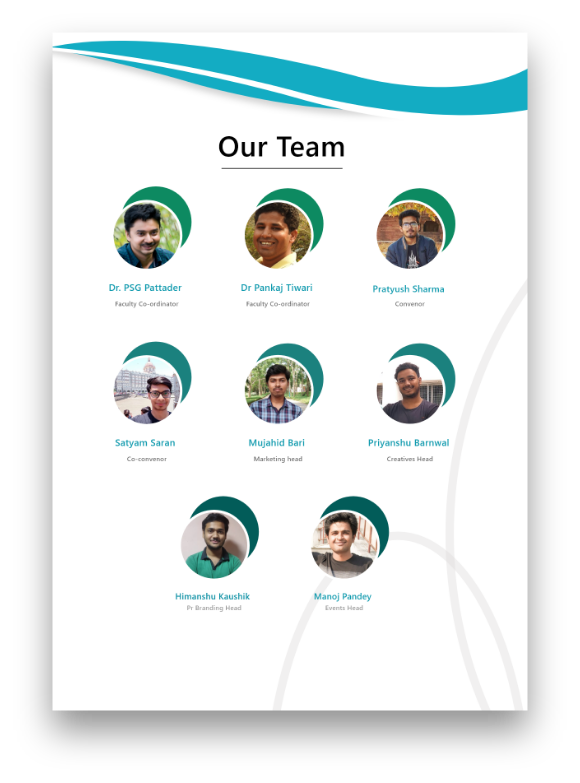 Our Team
Dr. PSG Pattader
Faculty Co-ordinator
Dr Pankaj Tiwari
Faculty Co-ordinator
Pratyush Sharma
Convenor
Satyam Saran
Co-convenor
Mujahid Bari
Marketing head
Priyanshu Barnwal
Creatives Head
Himanshu Kaushik
Pr Branding Head
Manoj Pandey
Events Head